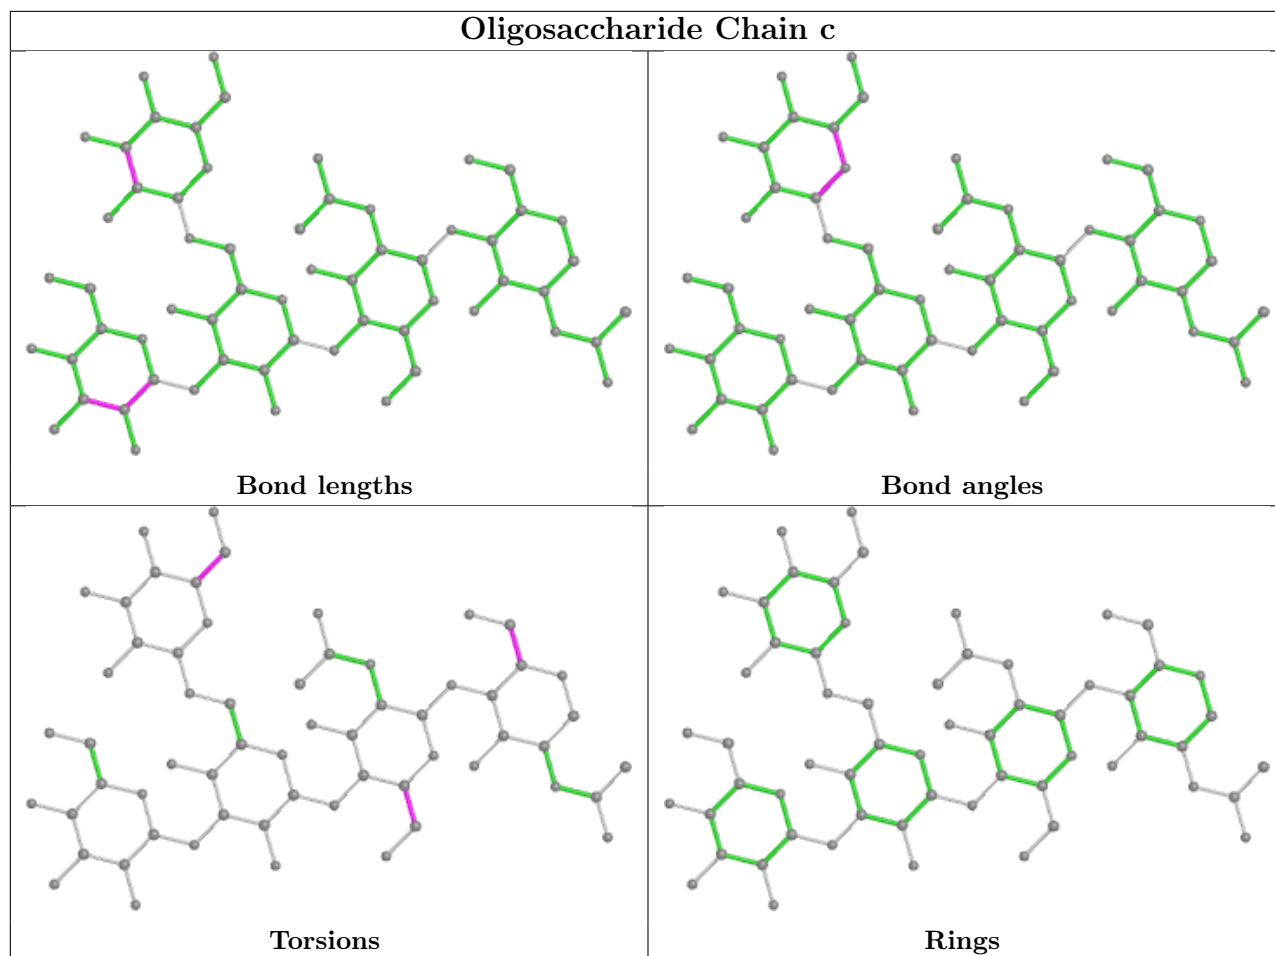 Oligosaccharide Chain c
Bond lengths
Bond angles
Torsions
Rings